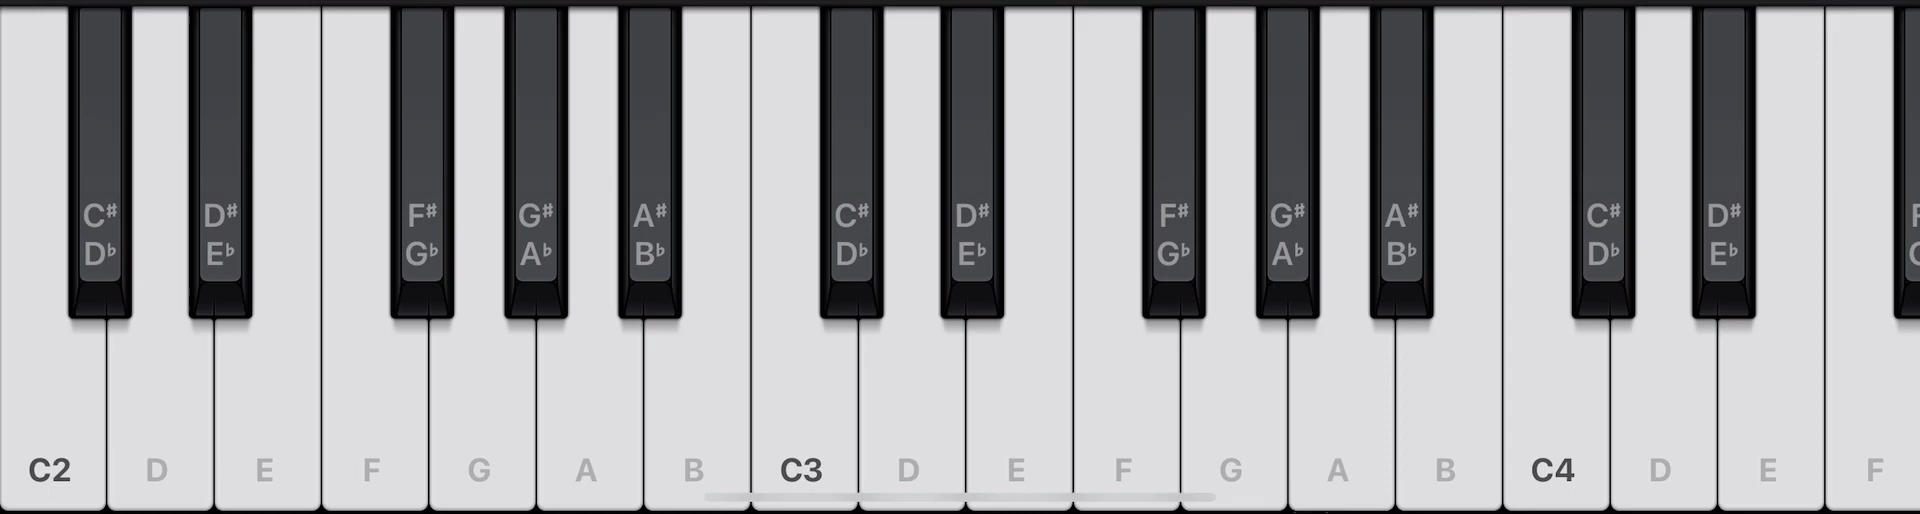 C♯ D♯ F♯ G♯ A♯ C♯ D♯ F♯ G♯ A♯ C♯ D♯
D♭ E♭ G♭ A♭ B♭ D♭ E♭ G♭ A♭ B♭ D♭ E♭
C2 D E F G A B C3 D E F G A B C4 D E F